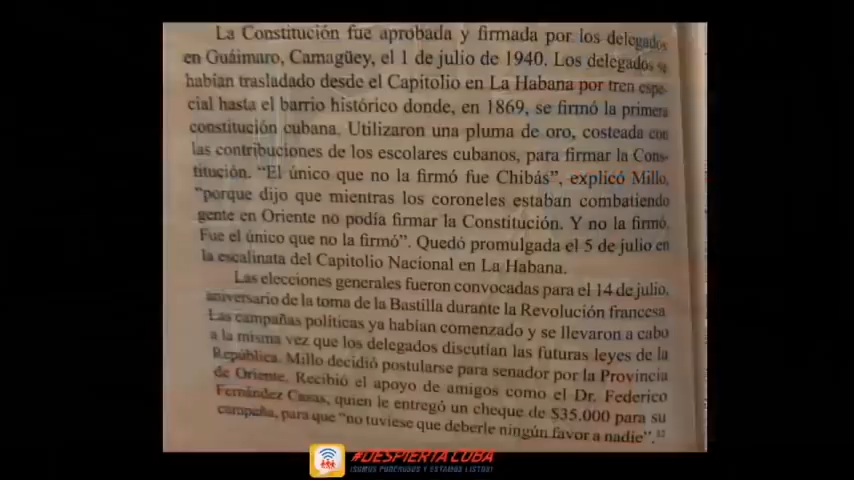 La Constitución fue aprobada y firmada por los delegados
en Guáimaro, Camagüey, el 1 de julio de 1940. Los delegados se
habían trasladado desde el Capitolio en La Habana por tren espe-
cial hasta el barrio histórico donde, en 1869, se firmó la primera
constitución cubana. Utilizaron una pluma de oro, costeada con
las contribuciones de los escolares cubanos, para firmar la Cons-
titución. “El único que no la firmó fue Chibás”, explicó Millo,
“porque dijo que mientras los coroneles estaban combatiendo
gente en Oriente no podía firmar la Constitución. Y no la firmó.
Fue el único que no la firmó”. Quedó promulgada el 5 de julio en
la escalinata del Capitolio Nacional en La Habana.
Las elecciones generales fueron convocadas para el 14 de julio,
aniversario de la toma de la Bastilla durante la Revolución francesa
Las campañas políticas ya habían comenzado y se llevaron a cabo
a la misma vez que los delegados discutían las futuras leyes de la
República. Millo decidió postularse para senador por la Provincia
de Oriente. Recibió el apoyo de amigos como el Dr. Federico
Fernández Casas, quien le entregó un cheque de $35.000 para su
campaña, para que “no tuviese que deberle ningún favor a nadie”.
#DESPIERTA CUBA
¡SOMOS PODEROSOS Y ESTAMOS LISTOS!